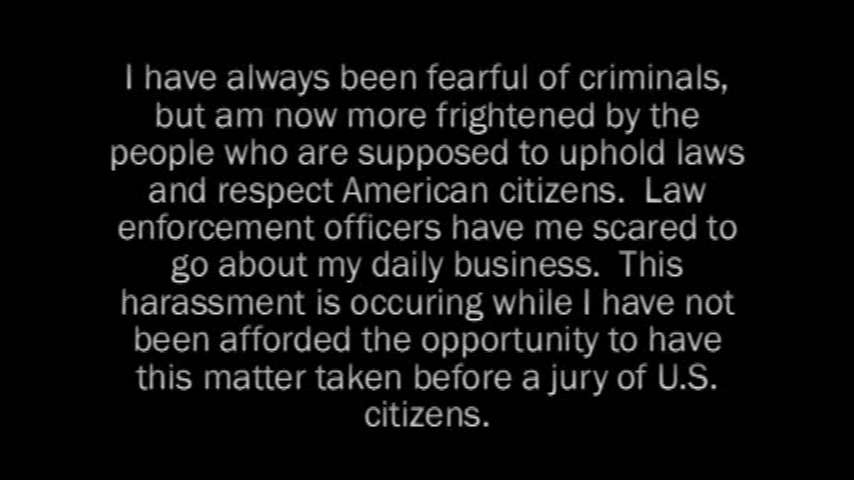 I have always been fearful of criminals,
but am now more frightened by the
people who are supposed to uphold laws
and respect American citizens.  Law
enforcement officers have me scared to
go about my daily business.  This
harassment is occuring while I have not
been afforded the opportunity to have
this matter taken before a jury of U.S.
citizens.